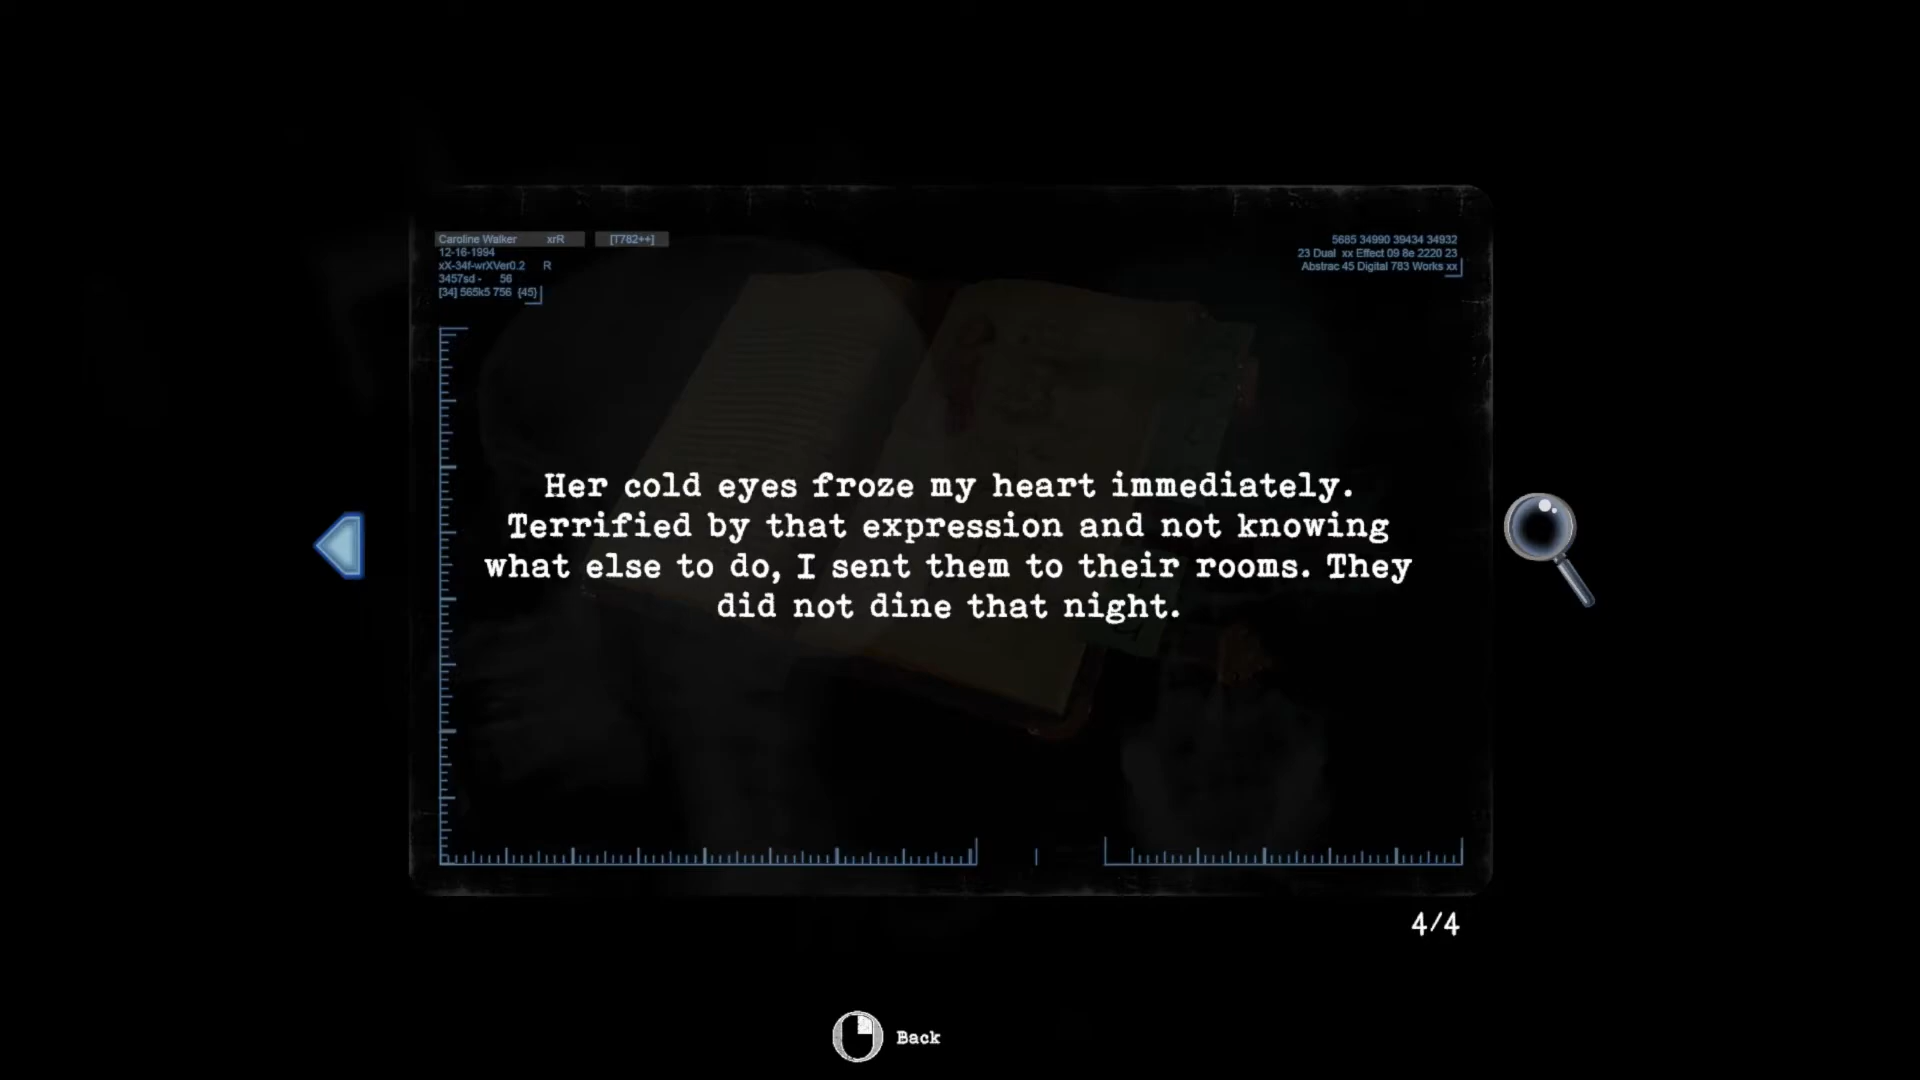 Caroline Walker xrR [T782++]
12-16-1994
xX-34f-wrXVer0.2 R
3457sd - 56
[34] 565k5 756 {45}
5685 34990 39434 34932
23 Dual xx Effect 09 8e 2220 23
Abstrac 45 Digital 783 Works xx
Her cold eyes froze my heart immediately.
Terrified by that expression and not knowing
what else to do, I sent them to their rooms. They
did not dine that night.
4/4
Back